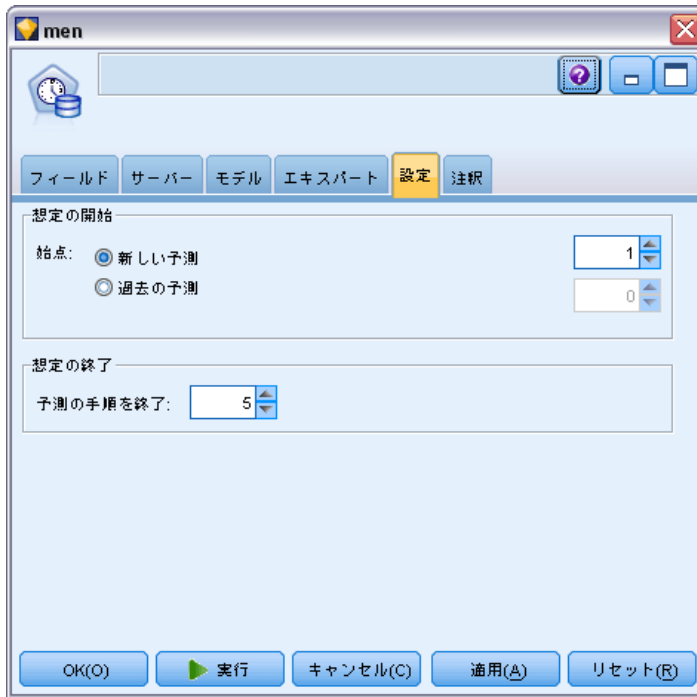 men
フィールド サーバー モデル エキスパート 設定 注釈
想定の開始
始点: 新しい予測 1
過去の予測 0
想定の終了
予測の手順を終了: 5
OK(O) 実行 キャンセル(C) 適用(A) リセット(R)